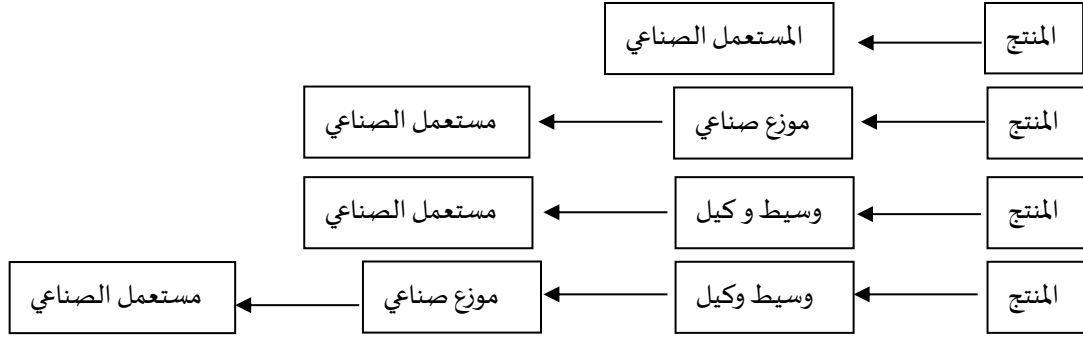 المنتج المستعمل الصناعي
المنتج موزع صناعي مستعمل الصناعي
المنتج وسيط و كيل مستعمل الصناعي
المنتج وسيط وكيل موزع صناعي مستعمل الصناعي